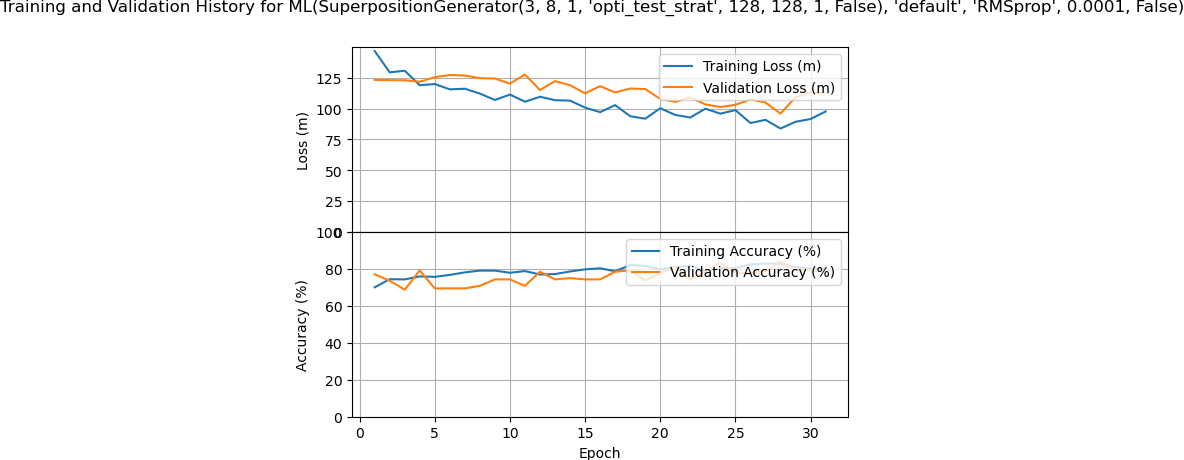 Training and Validation History for ML(SuperpositionGenerator(3, 8, 1, 'opti_test_strat', 128, 128, 1, False), 'default', 'RMSprop', 0.0001, False)
Training Loss (m)
Validation Loss (m)
125
100
75
50
25
0
Loss (m)
Training Accuracy (%)
Validation Accuracy (%)
100
80
60
40
20
0
Accuracy (%)
0 5 10 15 20 25 30
Epoch